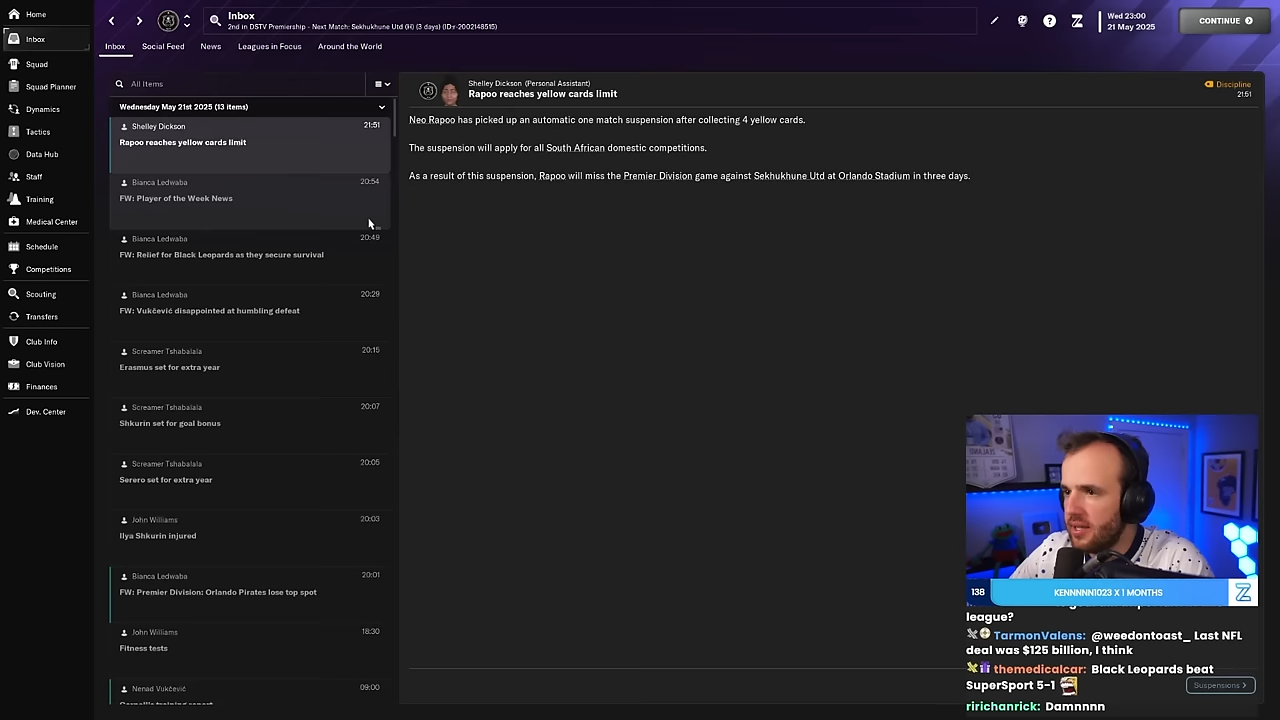 Home
Inbox
Squad
Squad Planner
Dynamics
Tactics
Data Hub
Staff
Training
Medical Center
Schedule
Competitions
Scouting
Transfers
Club Info
Club Vision
Finances
Dev. Center
Inbox
2nd in DSTV Premiership - Next Match: Sekhukhune Utd (H) (3 days) (ID:r-2002148515)
Wed 23:00
21 May 2025
CONTINUE
Inbox
Social Feed
News
Leagues in Focus
Around the World
All Items
Wednesday May 21st 2025 (13 items)
Shelley Dickson
21:51
Rapoo reaches yellow cards limit
Bianca Ledwaba
20:54
FW: Player of the Week News
Bianca Ledwaba
20:49
FW: Relief for Black Leopards as they secure survival
Bianca Ledwaba
20:29
FW: Vukčević disappointed at humbling defeat
Screamer Tshabalala
20:15
Erasmus set for extra year
Screamer Tshabalala
20:07
Shkurin set for goal bonus
Screamer Tshabalala
20:05
Serero set for extra year
John Williams
20:03
Ilya Shkurin injured
Bianca Ledwaba
20:01
FW: Premier Division: Orlando Pirates lose top spot
John Williams
18:30
Fitness tests
Nenad Vukčević
09:00
Shelley Dickson (Personal Assistant)
Rapoo reaches yellow cards limit
Discipline
21:51
Neo Rapoo has picked up an automatic one match suspension after collecting 4 yellow cards.
The suspension will apply for all South African domestic competitions.
As a result of this suspension, Rapoo will miss the Premier Division game against Sekhukhune Utd at Orlando Stadium in three days.
138
KENNNNN1023 X 1 MONTHS
Z
league?
TarmonValens: @weedontoast_ Last NFL
deal was $125 billion, I think
themedicalcar: Black Leopards beat
SuperSport 5-1
ririchanrick: Damnnnn
Suspensions